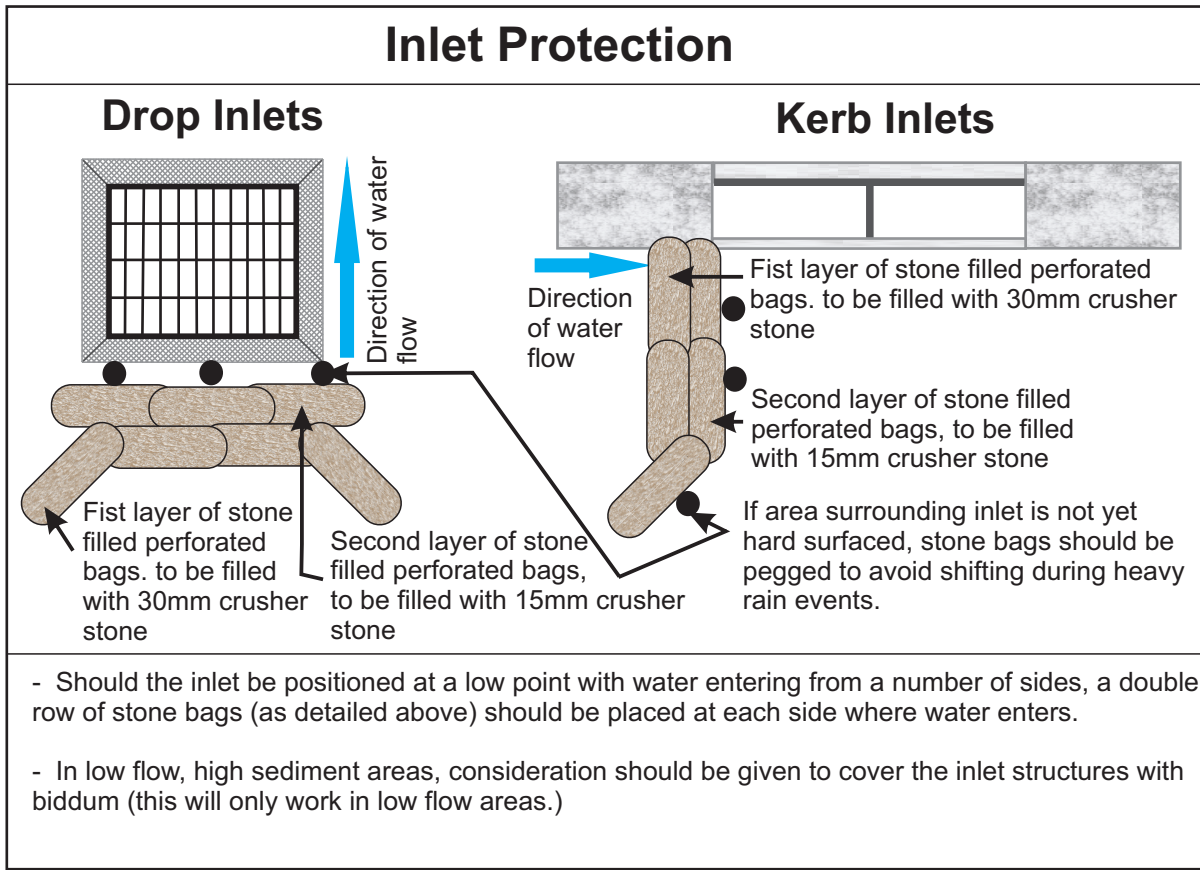 Inlet Protection
Drop Inlets
Direction of water
flow
Fist layer of stone
filled perforated
bags. to be filled
with 30mm crusher
stone
Second layer of stone
filled perforated bags,
to be filled with 15mm crusher
stone
Kerb Inlets
Direction
of water
flow
Fist layer of stone filled perforated
bags. to be filled with 30mm crusher
stone
Second layer of stone filled
perforated bags, to be filled
with 15mm crusher stone
If area surrounding inlet is not yet
hard surfaced, stone bags should be
pegged to avoid shifting during heavy
rain events.
- Should the inlet be positioned at a low point with water entering from a number of sides, a double
row of stone bags (as detailed above) should be placed at each side where water enters.
- In low flow, high sediment areas, consideration should be given to cover the inlet structures with
biddum (this will only work in low flow areas.)